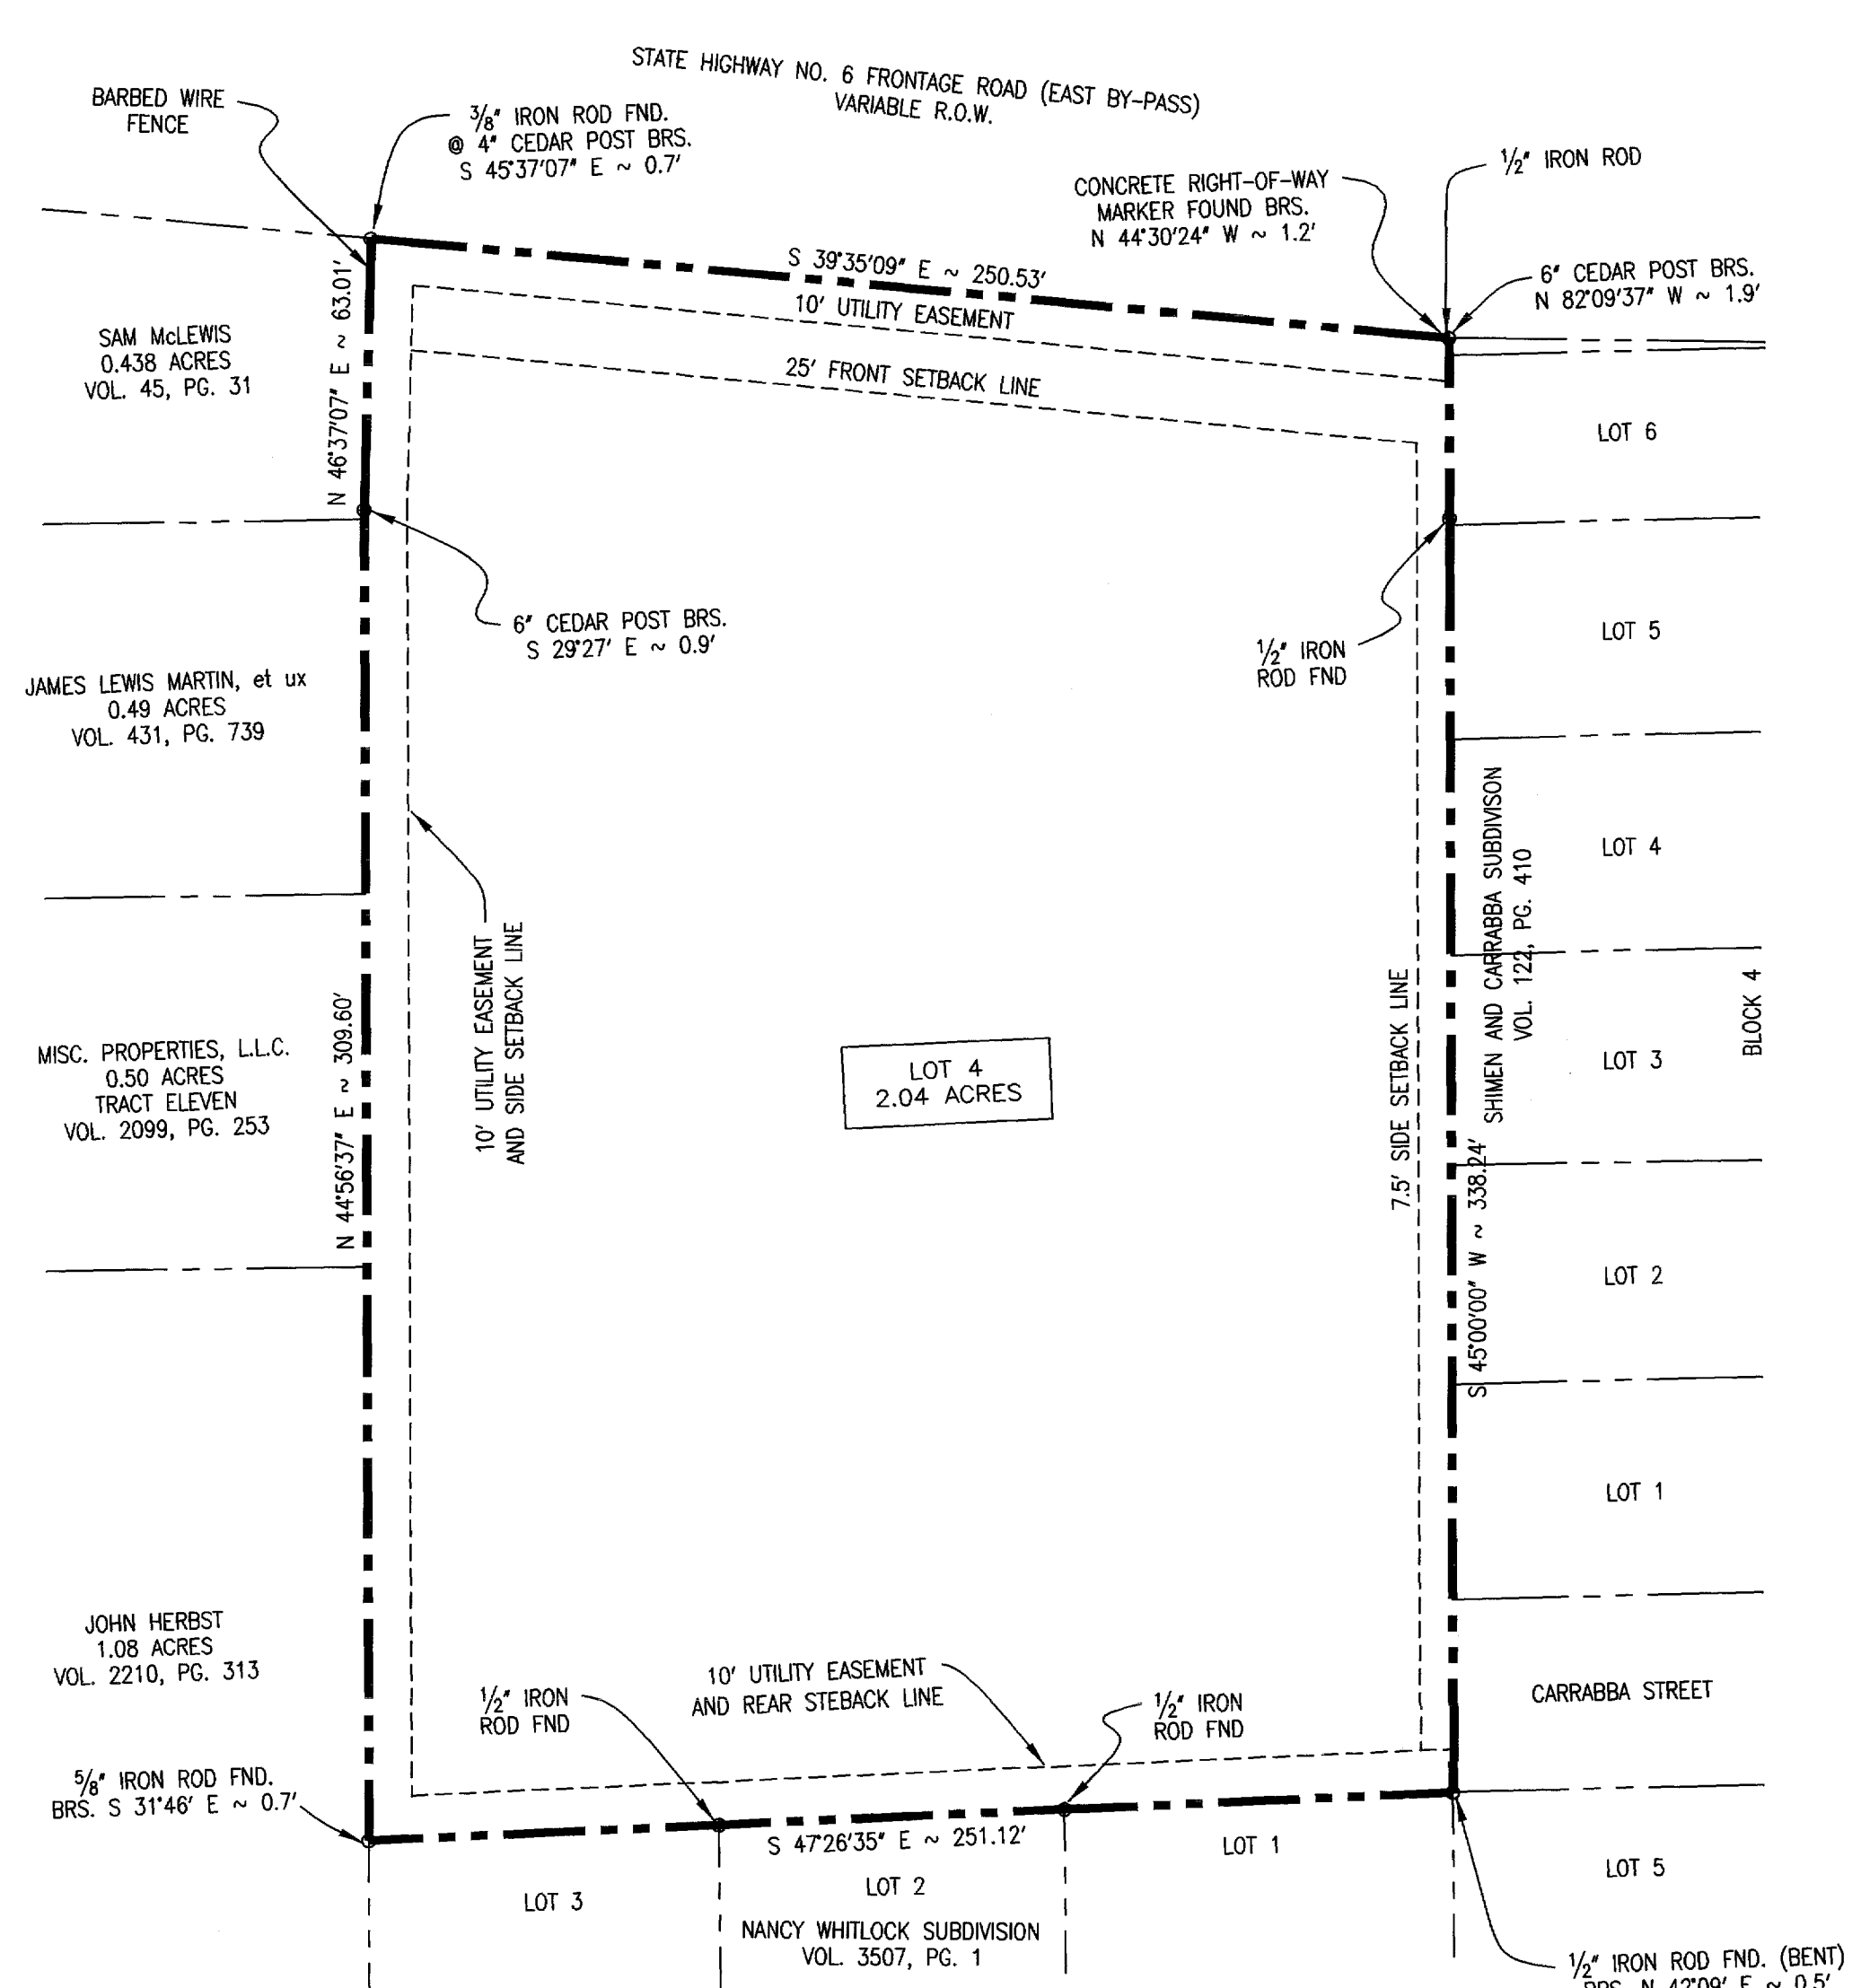 STATE HIGHWAY NO. 6 FRONTAGE ROAD (EAST BY-PASS)
VARIABLE R.O.W.
BARBED WIRE
FENCE
3/8" IRON ROD FND.
@ 4" CEDAR POST BRS.
S 45°37'07" E ~ 0.7'
CONCRETE RIGHT-OF-WAY
MARKER FOUND BRS.
N 44°30'24" W ~ 1.2'
1/2" IRON ROD
6" CEDAR POST BRS.
N 82°09'37" W ~ 1.9'
S 39°35'09" E ~ 250.53'
10' UTILITY EASEMENT
25' FRONT SETBACK LINE
SAM McLEWIS
0.438 ACRES
VOL. 45, PG. 31
N 46°37'07" E ~ 63.01'
LOT 6
6" CEDAR POST BRS.
S 29°27' E ~ 0.9'
1/2" IRON
ROD FND
LOT 5
JAMES LEWIS MARTIN, et ux
0.49 ACRES
VOL. 431, PG. 739
LOT 4
SHIMEN AND CARRABBA SUBDIVISON
VOL. 122, PG. 410
BLOCK 4
10' UTILITY EASEMENT
AND SIDE SETBACK LINE
7.5' SIDE SETBACK LINE
MISC. PROPERTIES, L.L.C.
0.50 ACRES
TRACT ELEVEN
VOL. 2099, PG. 253
N 44°56'37" E ~ 309.60'
LOT 4
2.04 ACRES
LOT 3
S 45°00'00" W ~ 338.24'
LOT 2
LOT 1
JOHN HERBST
1.08 ACRES
VOL. 2210, PG. 313
1/2" IRON
ROD FND
10' UTILITY EASEMENT
AND REAR STEBACK LINE
1/2" IRON
ROD FND
CARRABBA STREET
5/8" IRON ROD FND.
BRS. S 31°46' E ~ 0.7'
S 47°26'35" E ~ 251.12'
LOT 3
LOT 2
LOT 1
LOT 5
NANCY WHITLOCK SUBDIVISION
VOL. 3507, PG. 1
1/2" IRON ROD FND. (BENT)
BRS. N 42°09' E ~ 0.5'